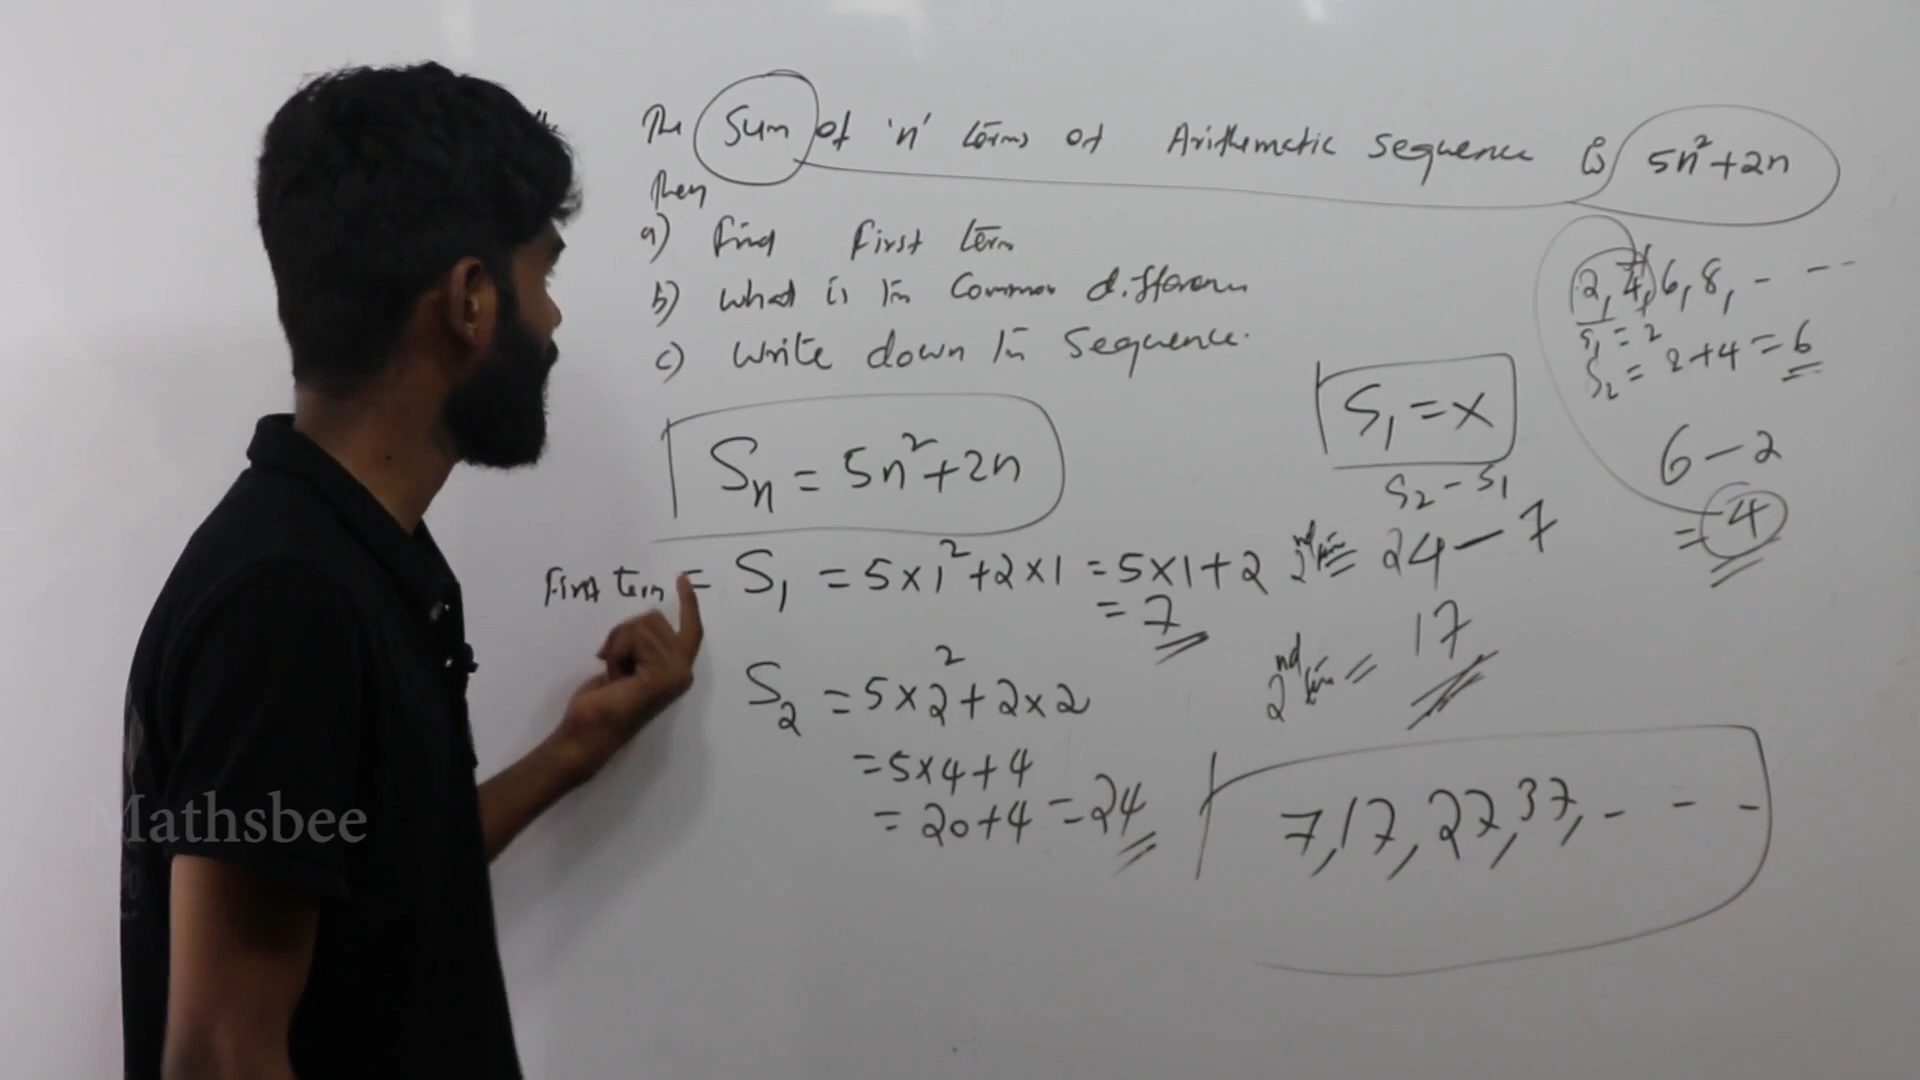 The Sum of 'n' terms of Arithematic sequence is 5n²+2n
Then
a) Find First term
b) what is the Common difference
c) Write down the Sequence.
2, 4, 6, 8, - - -
S₁ = 2
S₂ = 2+4 = 6
6-2
= 4
S₁ = x
Sₙ = 5n²+2n
First term = S₁ = 5×1²+2×1 = 5×1+2
= 7
S₂ = 5×2²+2×2
= 5×4+4
= 20+4 = 24
S₂-S₁
2nd term = 24-7
2nd term = 17
7, 17, 27, 37, - - -
Mathsbee